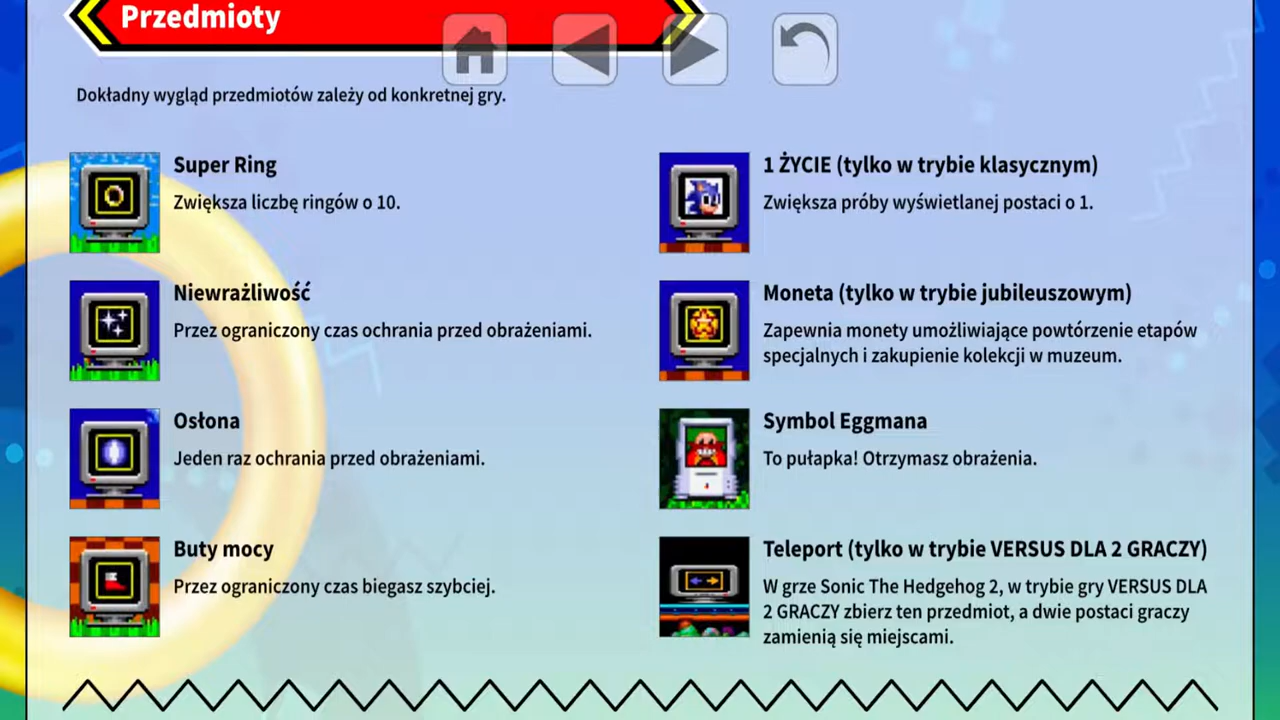 Przedmioty
Dokładny wygląd przedmiotów zależy od konkretnej gry.
Super Ring
Zwiększa liczbę ringów o 10.
Niewrażliwość
Przez ograniczony czas ochrania przed obrażeniami.
Osłona
Jeden raz ochrania przed obrażeniami.
Buty mocy
Przez ograniczony czas biegasz szybciej.
1 ŻYCIE (tylko w trybie klasycznym)
Zwiększa próby wyświetlanej postaci o 1.
Moneta (tylko w trybie jubileuszowym)
Zapewnia monety umożliwiające powtórzenie etapów
specjalnych i zakupienie kolekcji w muzeum.
Symbol Eggmana
To pułapka! Otrzymasz obrażenia.
Teleport (tylko w trybie VERSUS DLA 2 GRACZY)
W grze Sonic The Hedgehog 2, w trybie gry VERSUS DLA
2 GRACZY zbierz ten przedmiot, a dwie postaci graczy
zamienią się miejscami.